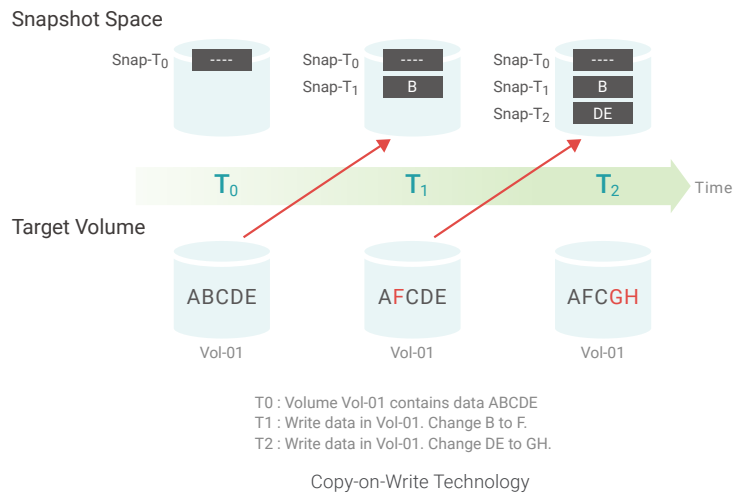 Snapshot Space
Snap-T0 ----
Snap-T0 ----
Snap-T1 B
Snap-T0 ----
Snap-T1 B
Snap-T2 DE
T0 T1 T2 Time
Target Volume
ABCDE AFCDE AFCGH
Vol-01 Vol-01 Vol-01
T0 : Volume Vol-01 contains data ABCDE
T1 : Write data in Vol-01. Change B to F.
T2 : Write data in Vol-01. Change DE to GH.
Copy-on-Write Technology